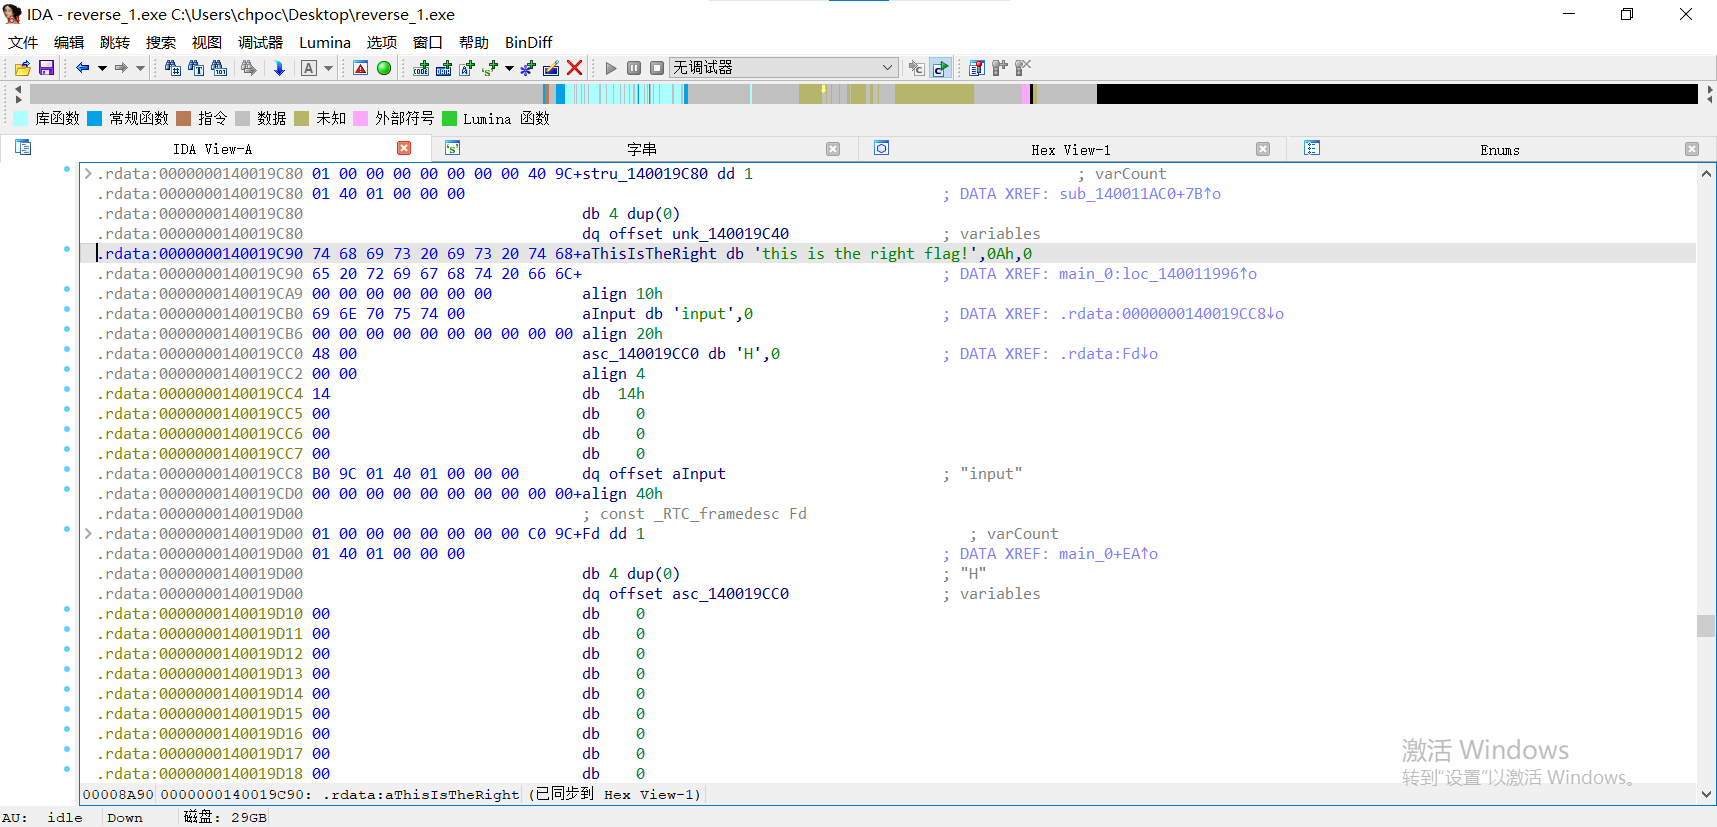 IDA - reverse_1.exe C:\Users\chpoc\Desktop\reverse_1.exe
文件 编辑 跳转 搜索 视图 调试器 Lumina 选项 窗口 帮助 BinDiff
无调试器
库函数 常规函数 指令 数据 未知 外部符号 Lumina 函数
IDA View-A 字串 Hex View-1 Enums
.rdata:0000000140019C80 01 00 00 00 00 00 00 00 40 9C+stru_140019C80 dd 1 ; varCount
.rdata:0000000140019C80 01 40 01 00 00 00 ; DATA XREF: sub_140011AC0+7B↑o
.rdata:0000000140019C80 db 4 dup(0)
.rdata:0000000140019C80 dq offset unk_140019C40 ; variables
.rdata:0000000140019C90 74 68 69 73 20 69 73 20 74 68+aThisIsTheRight db 'this is the right flag!',0Ah,0
.rdata:0000000140019C90 65 20 72 69 67 68 74 20 66 6C+ ; DATA XREF: main_0:loc_140011996↑o
.rdata:0000000140019CA9 00 00 00 00 00 00 00 align 10h
.rdata:0000000140019CB0 69 6E 70 75 74 00 aInput db 'input',0 ; DATA XREF: .rdata:0000000140019CC8↓o
.rdata:0000000140019CB6 00 00 00 00 00 00 00 00 00 00 align 20h
.rdata:0000000140019CC0 48 00 asc_140019CC0 db 'H',0 ; DATA XREF: .rdata:Fd↓o
.rdata:0000000140019CC2 00 00 align 4
.rdata:0000000140019CC4 14 db 14h
.rdata:0000000140019CC5 00 db 0
.rdata:0000000140019CC6 00 db 0
.rdata:0000000140019CC7 00 db 0
.rdata:0000000140019CC8 B0 9C 01 40 01 00 00 00 dq offset aInput ; "input"
.rdata:0000000140019CD0 00 00 00 00 00 00 00 00 00 00+align 40h
.rdata:0000000140019D00 ; const _RTC_framedesc Fd
.rdata:0000000140019D00 01 00 00 00 00 00 00 00 C0 9C+Fd dd 1 ; varCount
.rdata:0000000140019D00 01 40 01 00 00 00 ; DATA XREF: main_0+EA↑o
.rdata:0000000140019D00 db 4 dup(0) ; "H"
.rdata:0000000140019D00 dq offset asc_140019CC0 ; variables
.rdata:0000000140019D10 00 db 0
.rdata:0000000140019D11 00 db 0
.rdata:0000000140019D12 00 db 0
.rdata:0000000140019D13 00 db 0
.rdata:0000000140019D14 00 db 0
.rdata:0000000140019D15 00 db 0
.rdata:0000000140019D16 00 db 0
.rdata:0000000140019D17 00 db 0
.rdata:0000000140019D18 00 db 0
激活 Windows
转到"设置"以激活 Windows。
00008A90 0000000140019C90: .rdata:aThisIsTheRight (已同步到 Hex View-1)
AU: idle Down 磁盘: 29GB